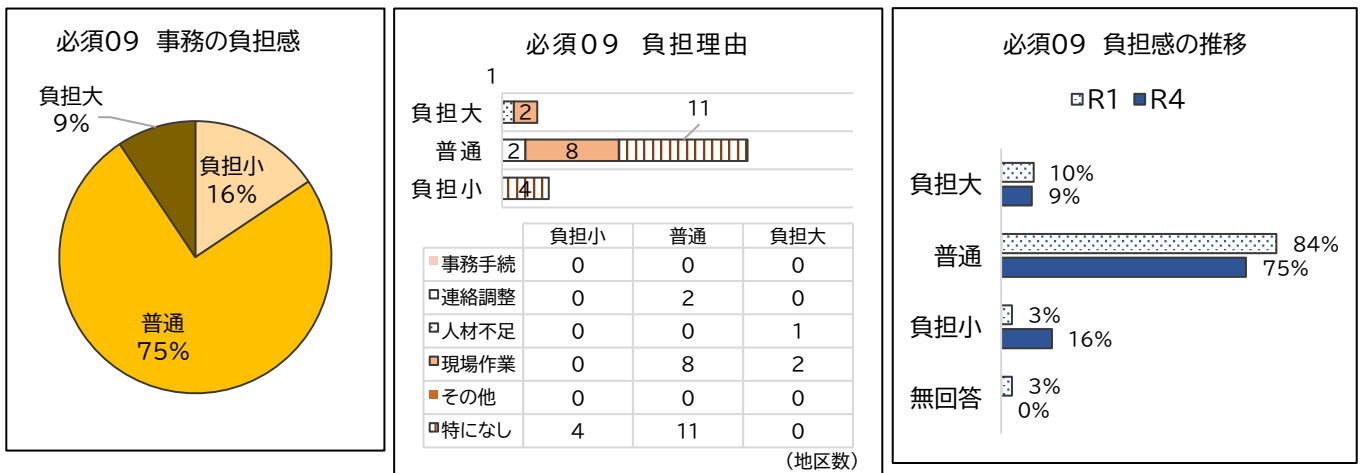 必須09 事務の負担感
負担大
9%
負担小
16%
普通
75%
必須09 負担理由
1
負担大 2 11
普通 2 8
負担小 4
負担小 普通 負担大
事務手続 0 0 0
連絡調整 0 2 0
人材不足 0 0 1
現場作業 0 8 2
その他 0 0 0
特になし 4 11 0
(地区数)
必須09 負担感の推移
R1 R4
負担大 10%
9%
普通 84%
75%
負担小 3%
16%
無回答 3%
0%